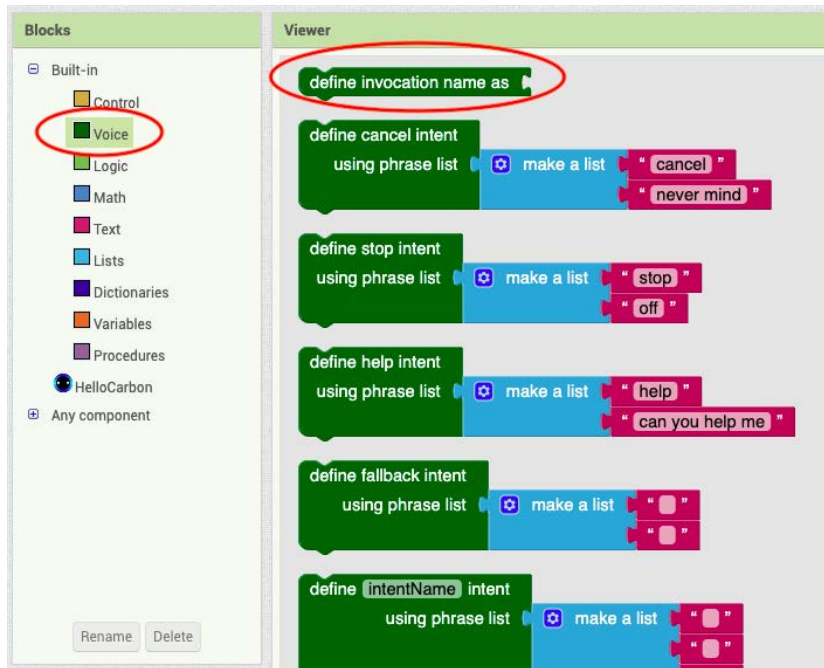 Blocks
Built-in
Control
Voice
Logic
Math
Text
Lists
Dictionaries
Variables
Procedures
HelloCarbon
Any component
Rename Delete
Viewer
define invocation name as
define cancel intent
using phrase list make a list “ cancel ”
“ never mind ”
define stop intent
using phrase list make a list “ stop ”
“ off ”
define help intent
using phrase list make a list “ help ”
“ can you help me ”
define fallback intent
using phrase list make a list “ ”
“ ”
define intentName intent
using phrase list make a list “ ”
“ ”